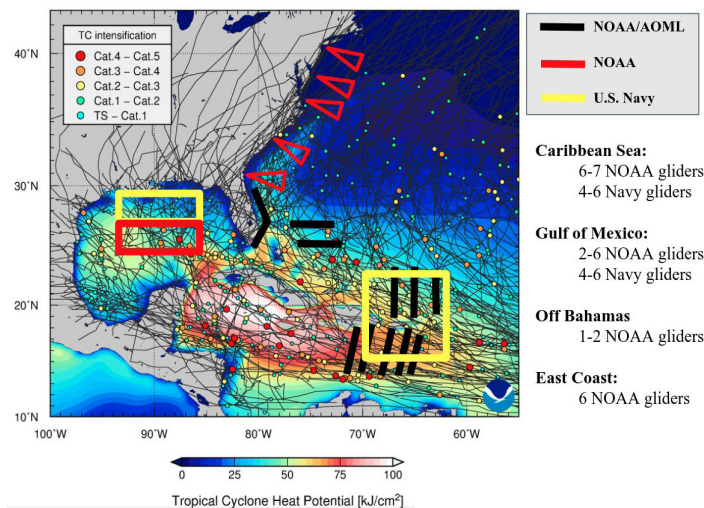 40°N
30°N
20°N
10°N
100°W
90°W
80°W
70°W
60°W
TC intensification
Cat.4 – Cat.5
Cat.3 – Cat.4
Cat.2 – Cat.3
Cat.1 – Cat.2
TS – Cat.1
0 25 50 75 100
Tropical Cyclone Heat Potential [kJ/cm²]
NOAA/AOML
NOAA
U.S. Navy
Caribbean Sea:
6-7 NOAA gliders
4-6 Navy gliders
Gulf of Mexico:
2-6 NOAA gliders
4-6 Navy gliders
Off Bahamas
1-2 NOAA gliders
East Coast:
6 NOAA gliders